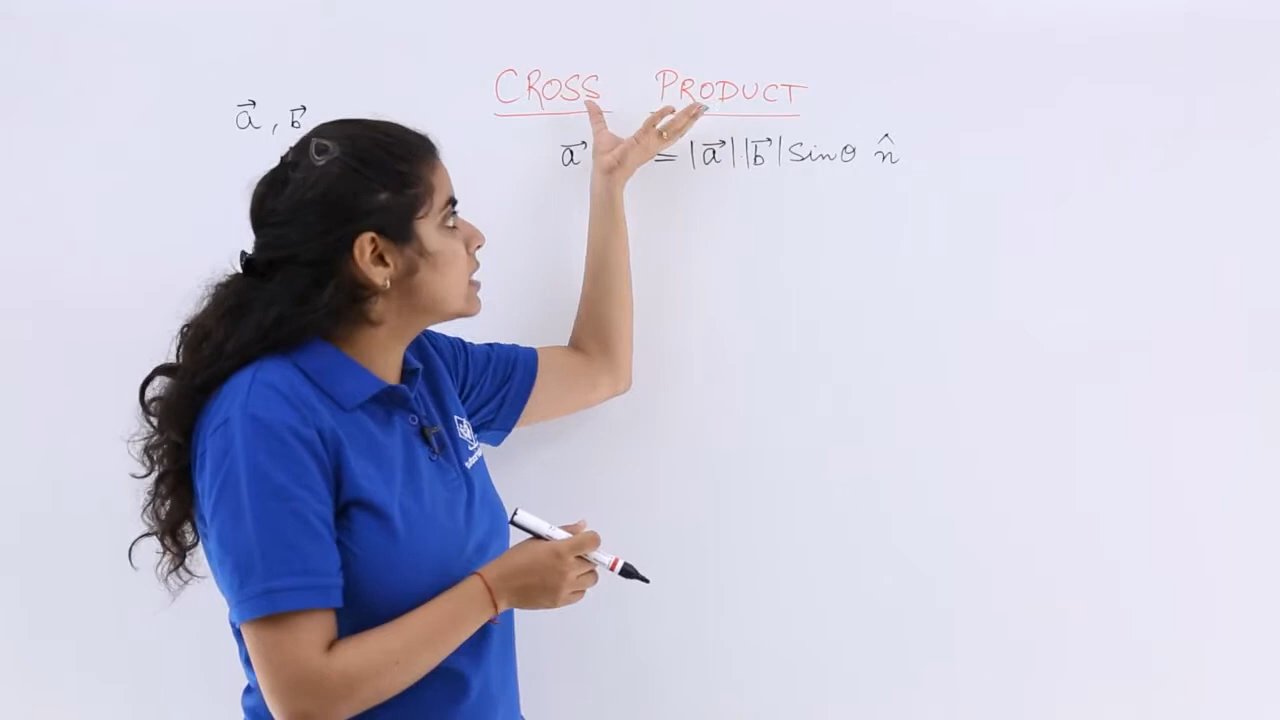 CROSS PRODUCT
a⃗, b⃗
a⃗ = |a⃗||b⃗| Sinθ n̂